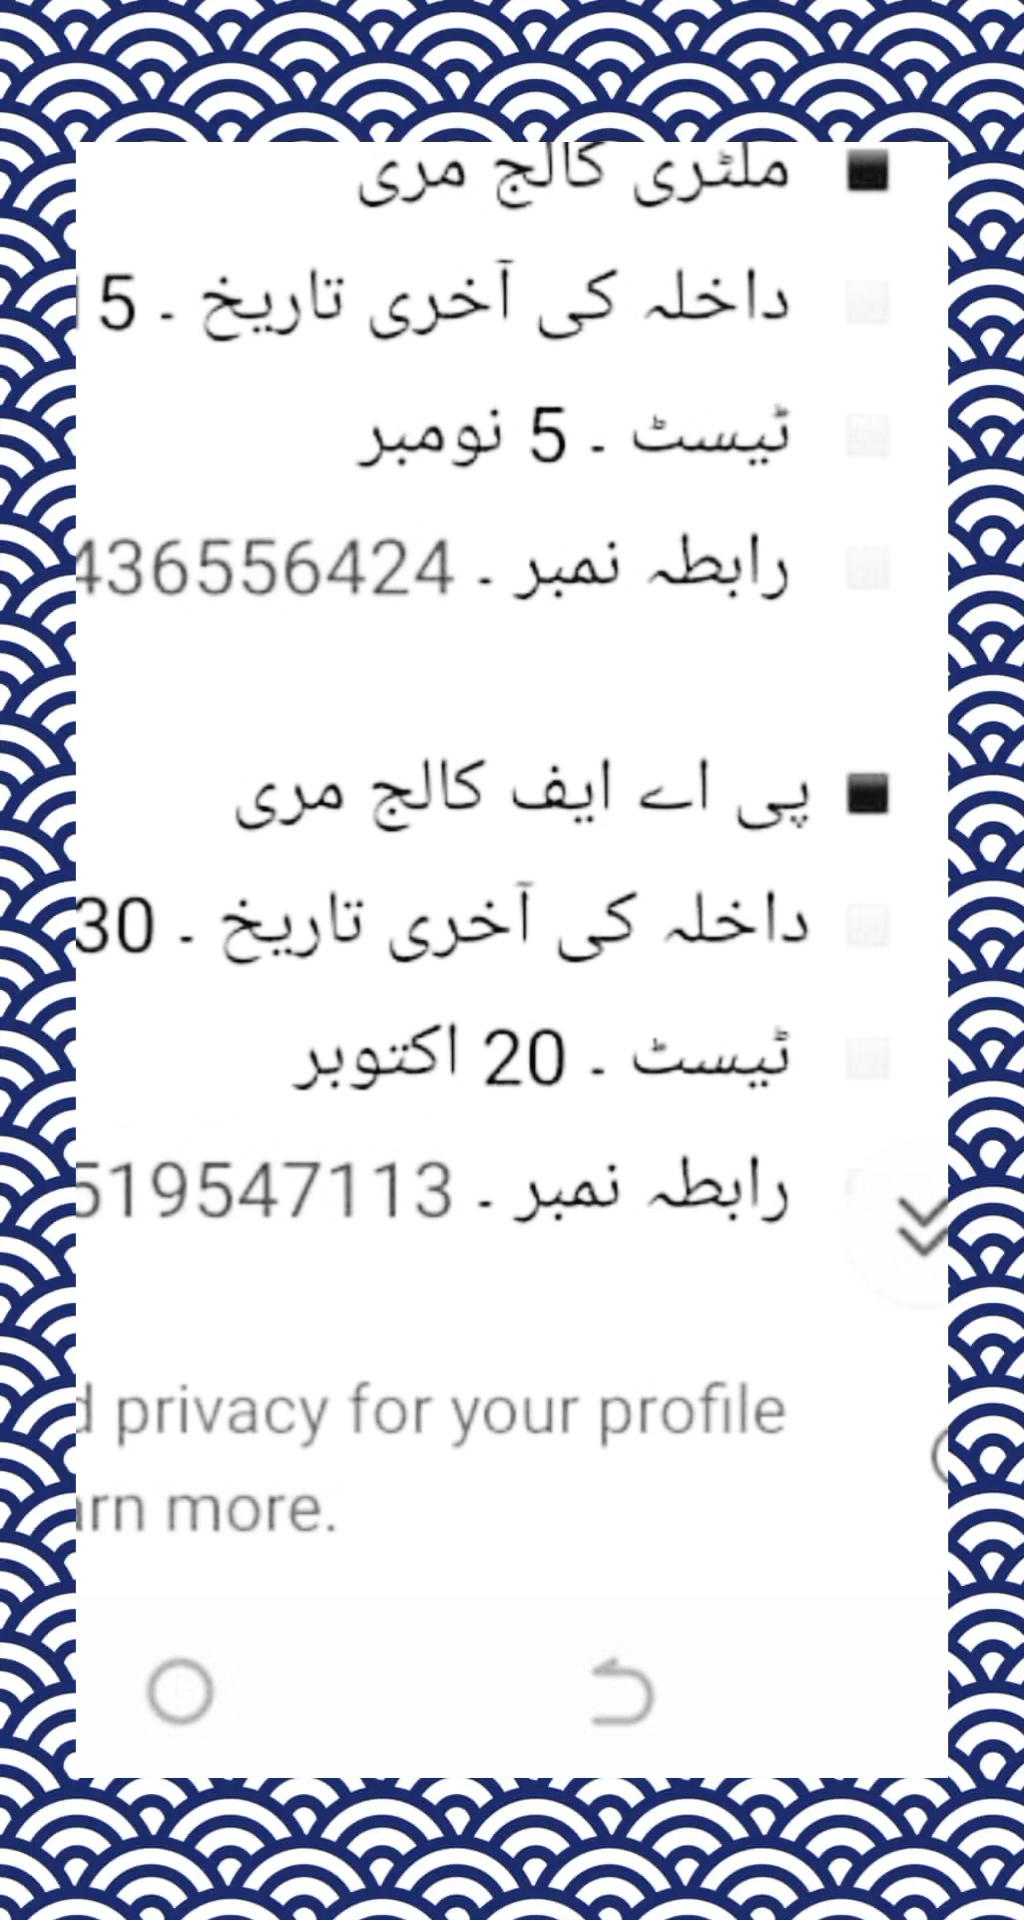 ملٹری کالج مری
داخلہ کی آخری تاریخ ۔ 5
ٹیسٹ ۔ 5 نومبر
رابطہ نمبر ۔ 436556424
پی اے ایف کالج مری
داخلہ کی آخری تاریخ ۔ 30
ٹیسٹ ۔ 20 اکتوبر
رابطہ نمبر ۔ 519547113
privacy for your profile
more.